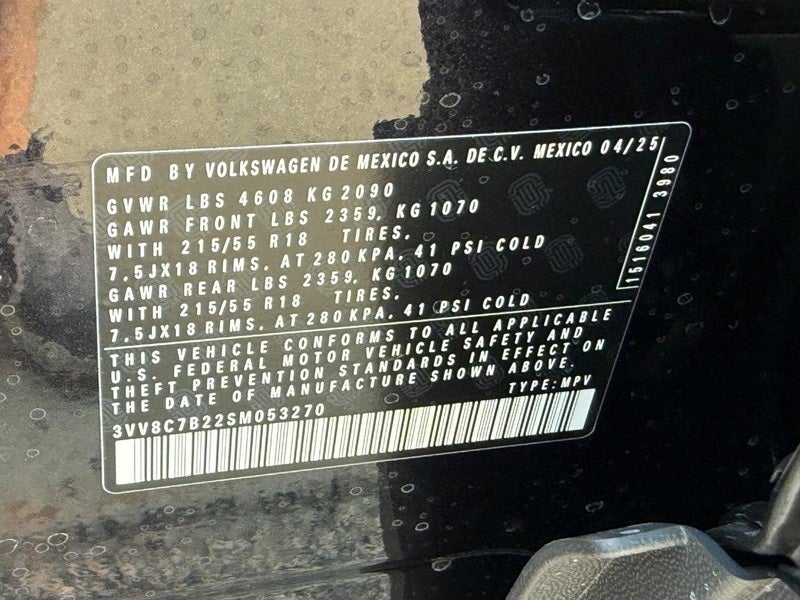 MFD BY VOLKSWAGEN DE MEXICO S.A. DE C.V. MEXICO 04/25
GVWR LBS 4608 KG 2090
GAWR FRONT LBS 2359, KG 1070
WITH 215/55 R18 TIRES,
7.5JX18 RIMS, AT 280 KPA, 41 PSI COLD
GAWR REAR LBS 2359, KG 1070
WITH 215/55 R18 TIRES,
7.5JX18 RIMS, AT 280 KPA, 41 PSI COLD
1516041 3980
THIS VEHICLE CONFORMS TO ALL APPLICABLE
U.S. FEDERAL MOTOR VEHICLE SAFETY AND
THEFT PREVENTION STANDARDS IN EFFECT ON
THE DATE OF MANUFACTURE SHOWN ABOVE.
TYPE: MPV
3VV8C7B22SM053270